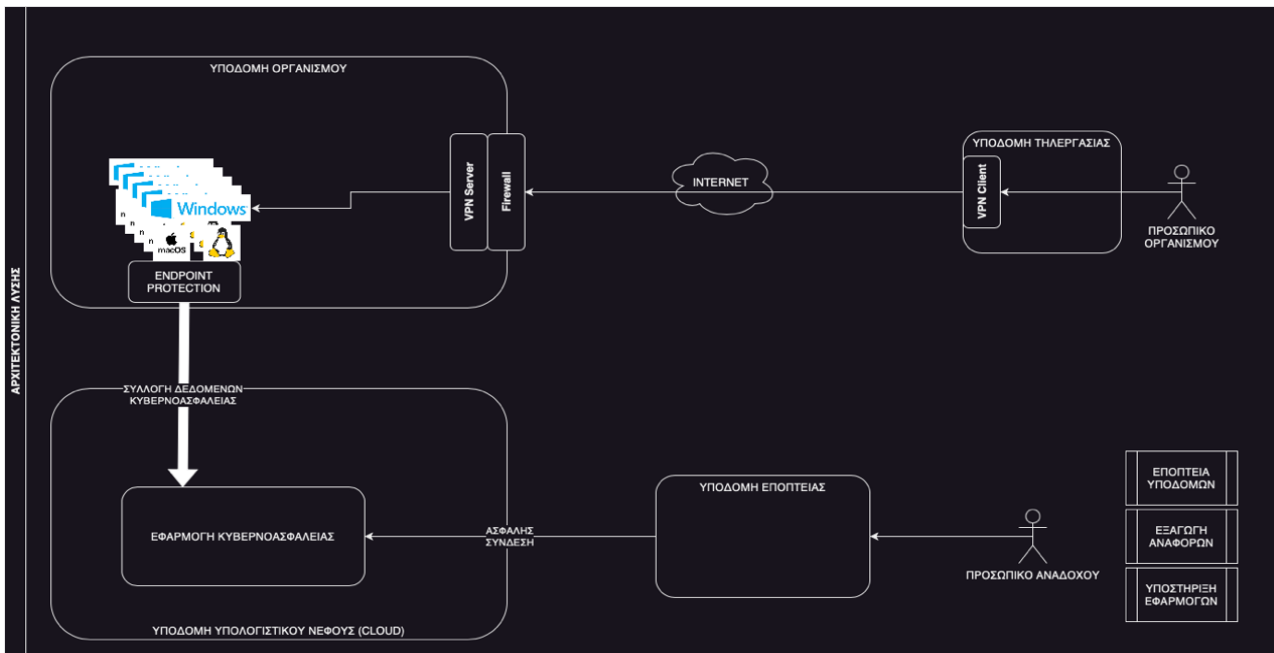 ΑΡΧΙΤΕΚΤΟΝΙΚΗ ΛΥΣΗΣ
ΥΠΟΔΟΜΗ ΟΡΓΑΝΙΣΜΟΥ
Windows
macOS
ENDPOINT
PROTECTION
VPN Server
Firewall
INTERNET
ΥΠΟΔΟΜΗ ΤΗΛΕΡΓΑΣΙΑΣ
VPN Client
ΠΡΟΣΩΠΙΚΟ
ΟΡΓΑΝΙΣΜΟΥ
ΣΥΛΛΟΓΗ ΔΕΔΟΜΕΝΩΝ
ΚΥΒΕΡΝΟΑΣΦΑΛΕΙΑΣ
ΕΦΑΡΜΟΓΗ ΚΥΒΕΡΝΟΑΣΦΑΛΕΙΑΣ
ΥΠΟΔΟΜΗ ΥΠΟΛΟΓΙΣΤΙΚΟΥ ΝΕΦΟΥΣ (CLOUD)
ΑΣΦΑΛΗΣ
ΣΥΝΔΕΣΗ
ΥΠΟΔΟΜΗ ΕΠΟΠΤΕΙΑΣ
ΠΡΟΣΩΠΙΚΟ ΑΝΑΔΟΧΟΥ
ΕΠΟΠΤΕΙΑ
ΥΠΟΔΟΜΩΝ
ΕΞΑΓΩΓΗ
ΑΝΑΦΟΡΩΝ
ΥΠΟΣΤΗΡΙΞΗ
ΕΦΑΡΜΟΓΩΝ